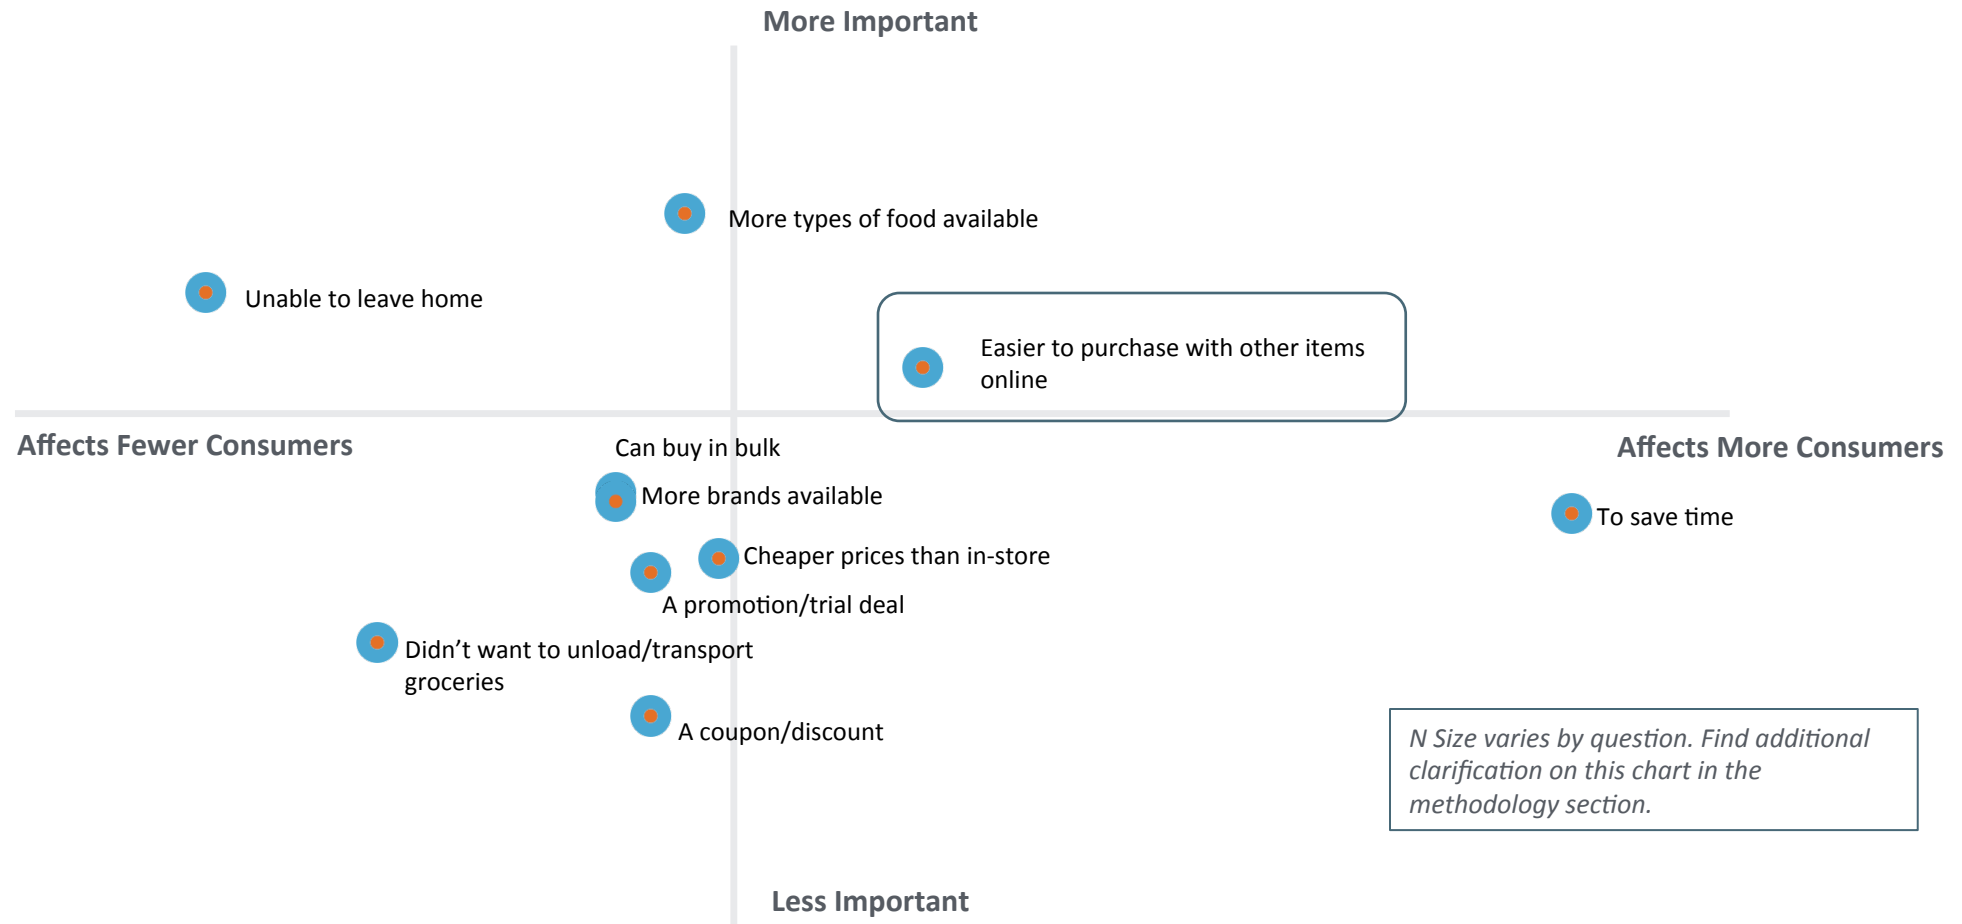 More Important
More types of food available
Unable to leave home
Easier to purchase with other items
online
Affects Fewer Consumers
Can buy in bulk
Affects More Consumers
More brands available
To save time
Cheaper prices than in-store
A promotion/trial deal
Didn’t want to unload/transport
groceries
A coupon/discount
N Size varies by question. Find additional
clarification on this chart in the
methodology section.
Less Important